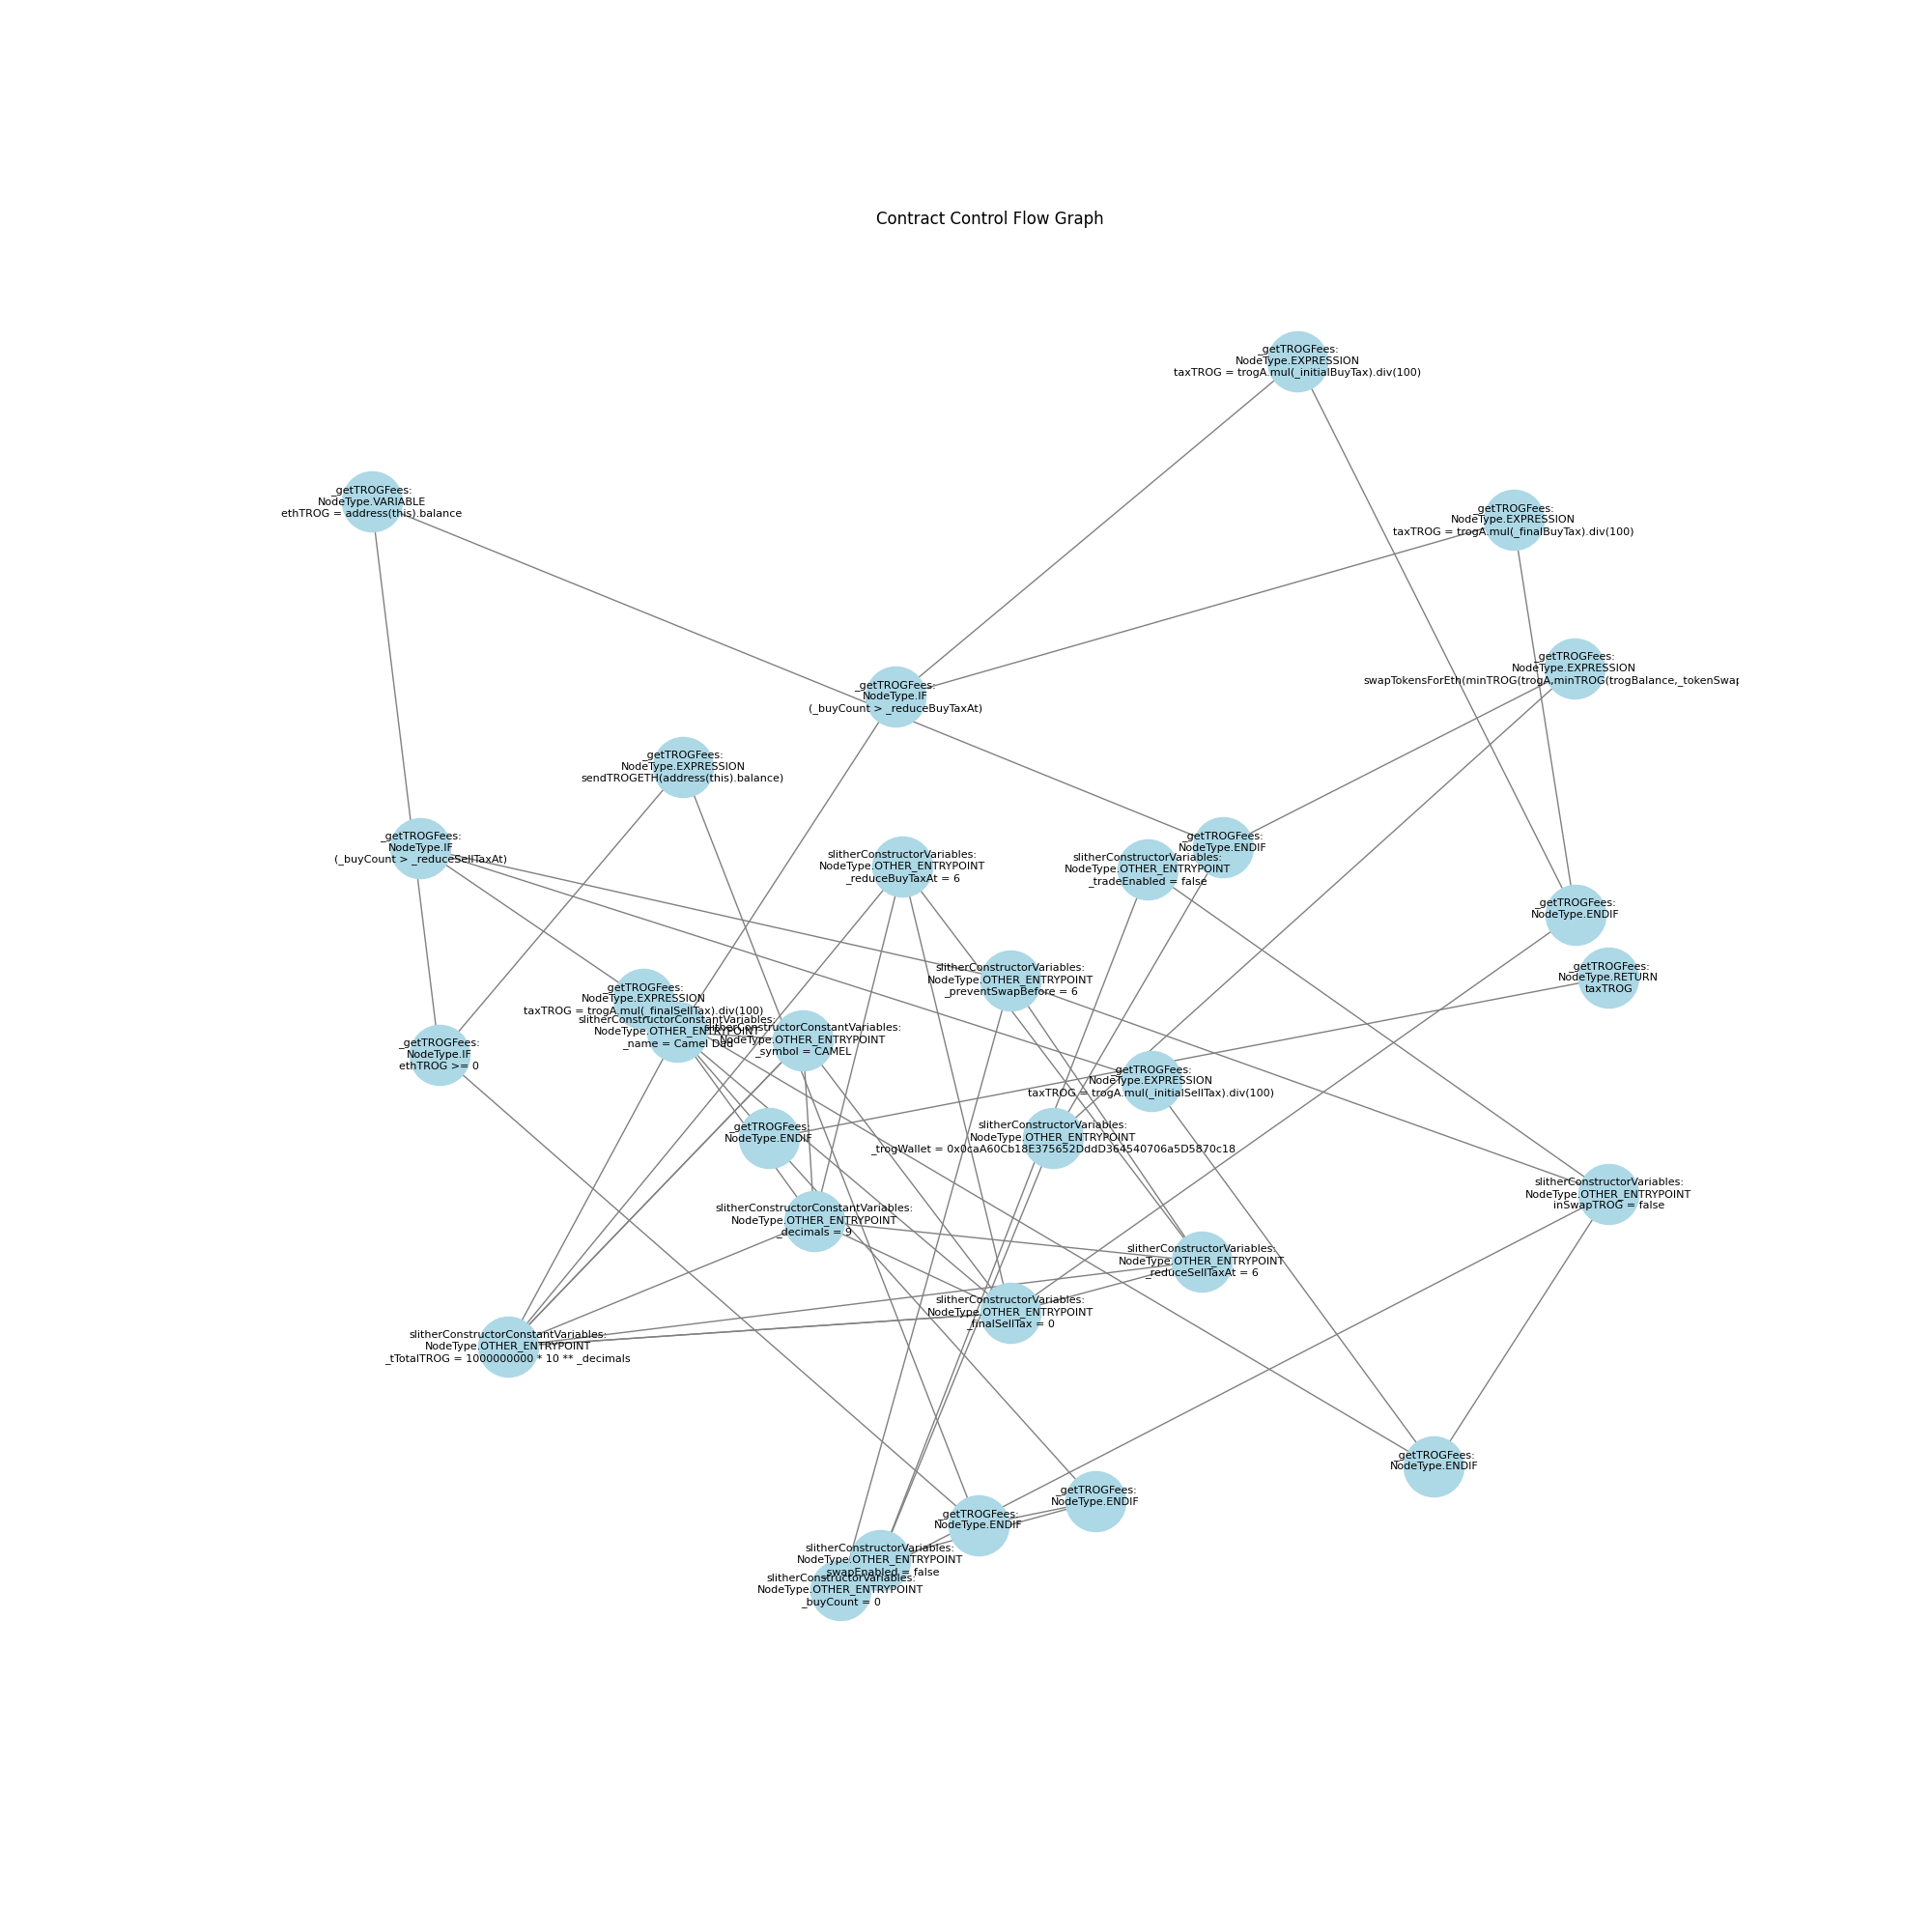 Contract Control Flow Graph
_getTROGFees:
NodeType.EXPRESSION
taxTROG = trogA.mul(_initialBuyTax).div(100)
_getTROGFees:
NodeType.VARIABLE
ethTROG = address(this).balance
_getTROGFees:
NodeType.EXPRESSION
taxTROG = trogA.mul(_finalBuyTax).div(100)
_getTROGFees:
NodeType.EXPRESSION
swapTokensForEth(minTROG(trogA,minTROG(trogBalance,_tokenSwap
_getTROGFees:
NodeType.IF
(_buyCount > _reduceBuyTaxAt)
_getTROGFees:
NodeType.EXPRESSION
sendTROGETH(address(this).balance)
_getTROGFees:
NodeType.IF
(_buyCount > _reduceSellTaxAt)
_getTROGFees:
NodeType.ENDIF
slitherConstructorVariables:
NodeType.OTHER_ENTRYPOINT
_reduceBuyTaxAt = 6
slitherConstructorVariables:
NodeType.OTHER_ENTRYPOINT
_tradeEnabled = false
_getTROGFees:
NodeType.ENDIF
_getTROGFees:
NodeType.RETURN
taxTROG
slitherConstructorVariables:
NodeType.OTHER_ENTRYPOINT
_preventSwapBefore = 6
_getTROGFees:
NodeType.EXPRESSION
taxTROG = trogA.mul(_finalSellTax).div(100)
slitherConstructorConstantVariables:
NodeType.OTHER_ENTRYPOINT
_name = Camel Dad
slitherConstructorConstantVariables:
NodeType.OTHER_ENTRYPOINT
_symbol = CAMEL
_getTROGFees:
NodeType.IF
ethTROG >= 0
_getTROGFees:
NodeType.EXPRESSION
taxTROG = trogA.mul(_initialSellTax).div(100)
_getTROGFees:
NodeType.ENDIF
slitherConstructorVariables:
NodeType.OTHER_ENTRYPOINT
_trogWallet = 0x0caA60Cb18E375652DddD364540706a5D5870c18
slitherConstructorVariables:
NodeType.OTHER_ENTRYPOINT
inSwapTROG = false
slitherConstructorConstantVariables:
NodeType.OTHER_ENTRYPOINT
_decimals = 9
slitherConstructorVariables:
NodeType.OTHER_ENTRYPOINT
_reduceSellTaxAt = 6
slitherConstructorVariables:
NodeType.OTHER_ENTRYPOINT
_finalSellTax = 0
slitherConstructorConstantVariables:
NodeType.OTHER_ENTRYPOINT
_tTotalTROG = 1000000000 * 10 ** _decimals
_getTROGFees:
NodeType.ENDIF
_getTROGFees:
NodeType.ENDIF
_getTROGFees:
NodeType.ENDIF
slitherConstructorVariables:
NodeType.OTHER_ENTRYPOINT
_swapEnabled = false
slitherConstructorVariables:
NodeType.OTHER_ENTRYPOINT
_buyCount = 0